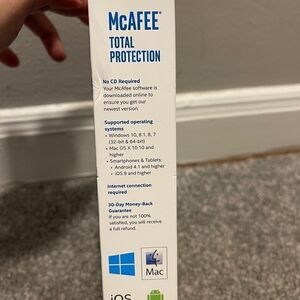 McAFEE®
TOTAL
PROTECTION
No CD Required
Your McAfee software is
downloaded online to
ensure you get our
newest version.
Supported operating
systems
• Windows 10, 8.1, 8, 7
(32-bit & 64-bit)
• Mac OS X 10.10 and
higher
• Smartphones & Tablets:
• Android 4.1 and higher
• iOS 9 and higher
Internet connection
required
30-Day Money-Back
Guarantee
If you are not 100%
satisfied, you will receive
a full refund.
Mac
iOS